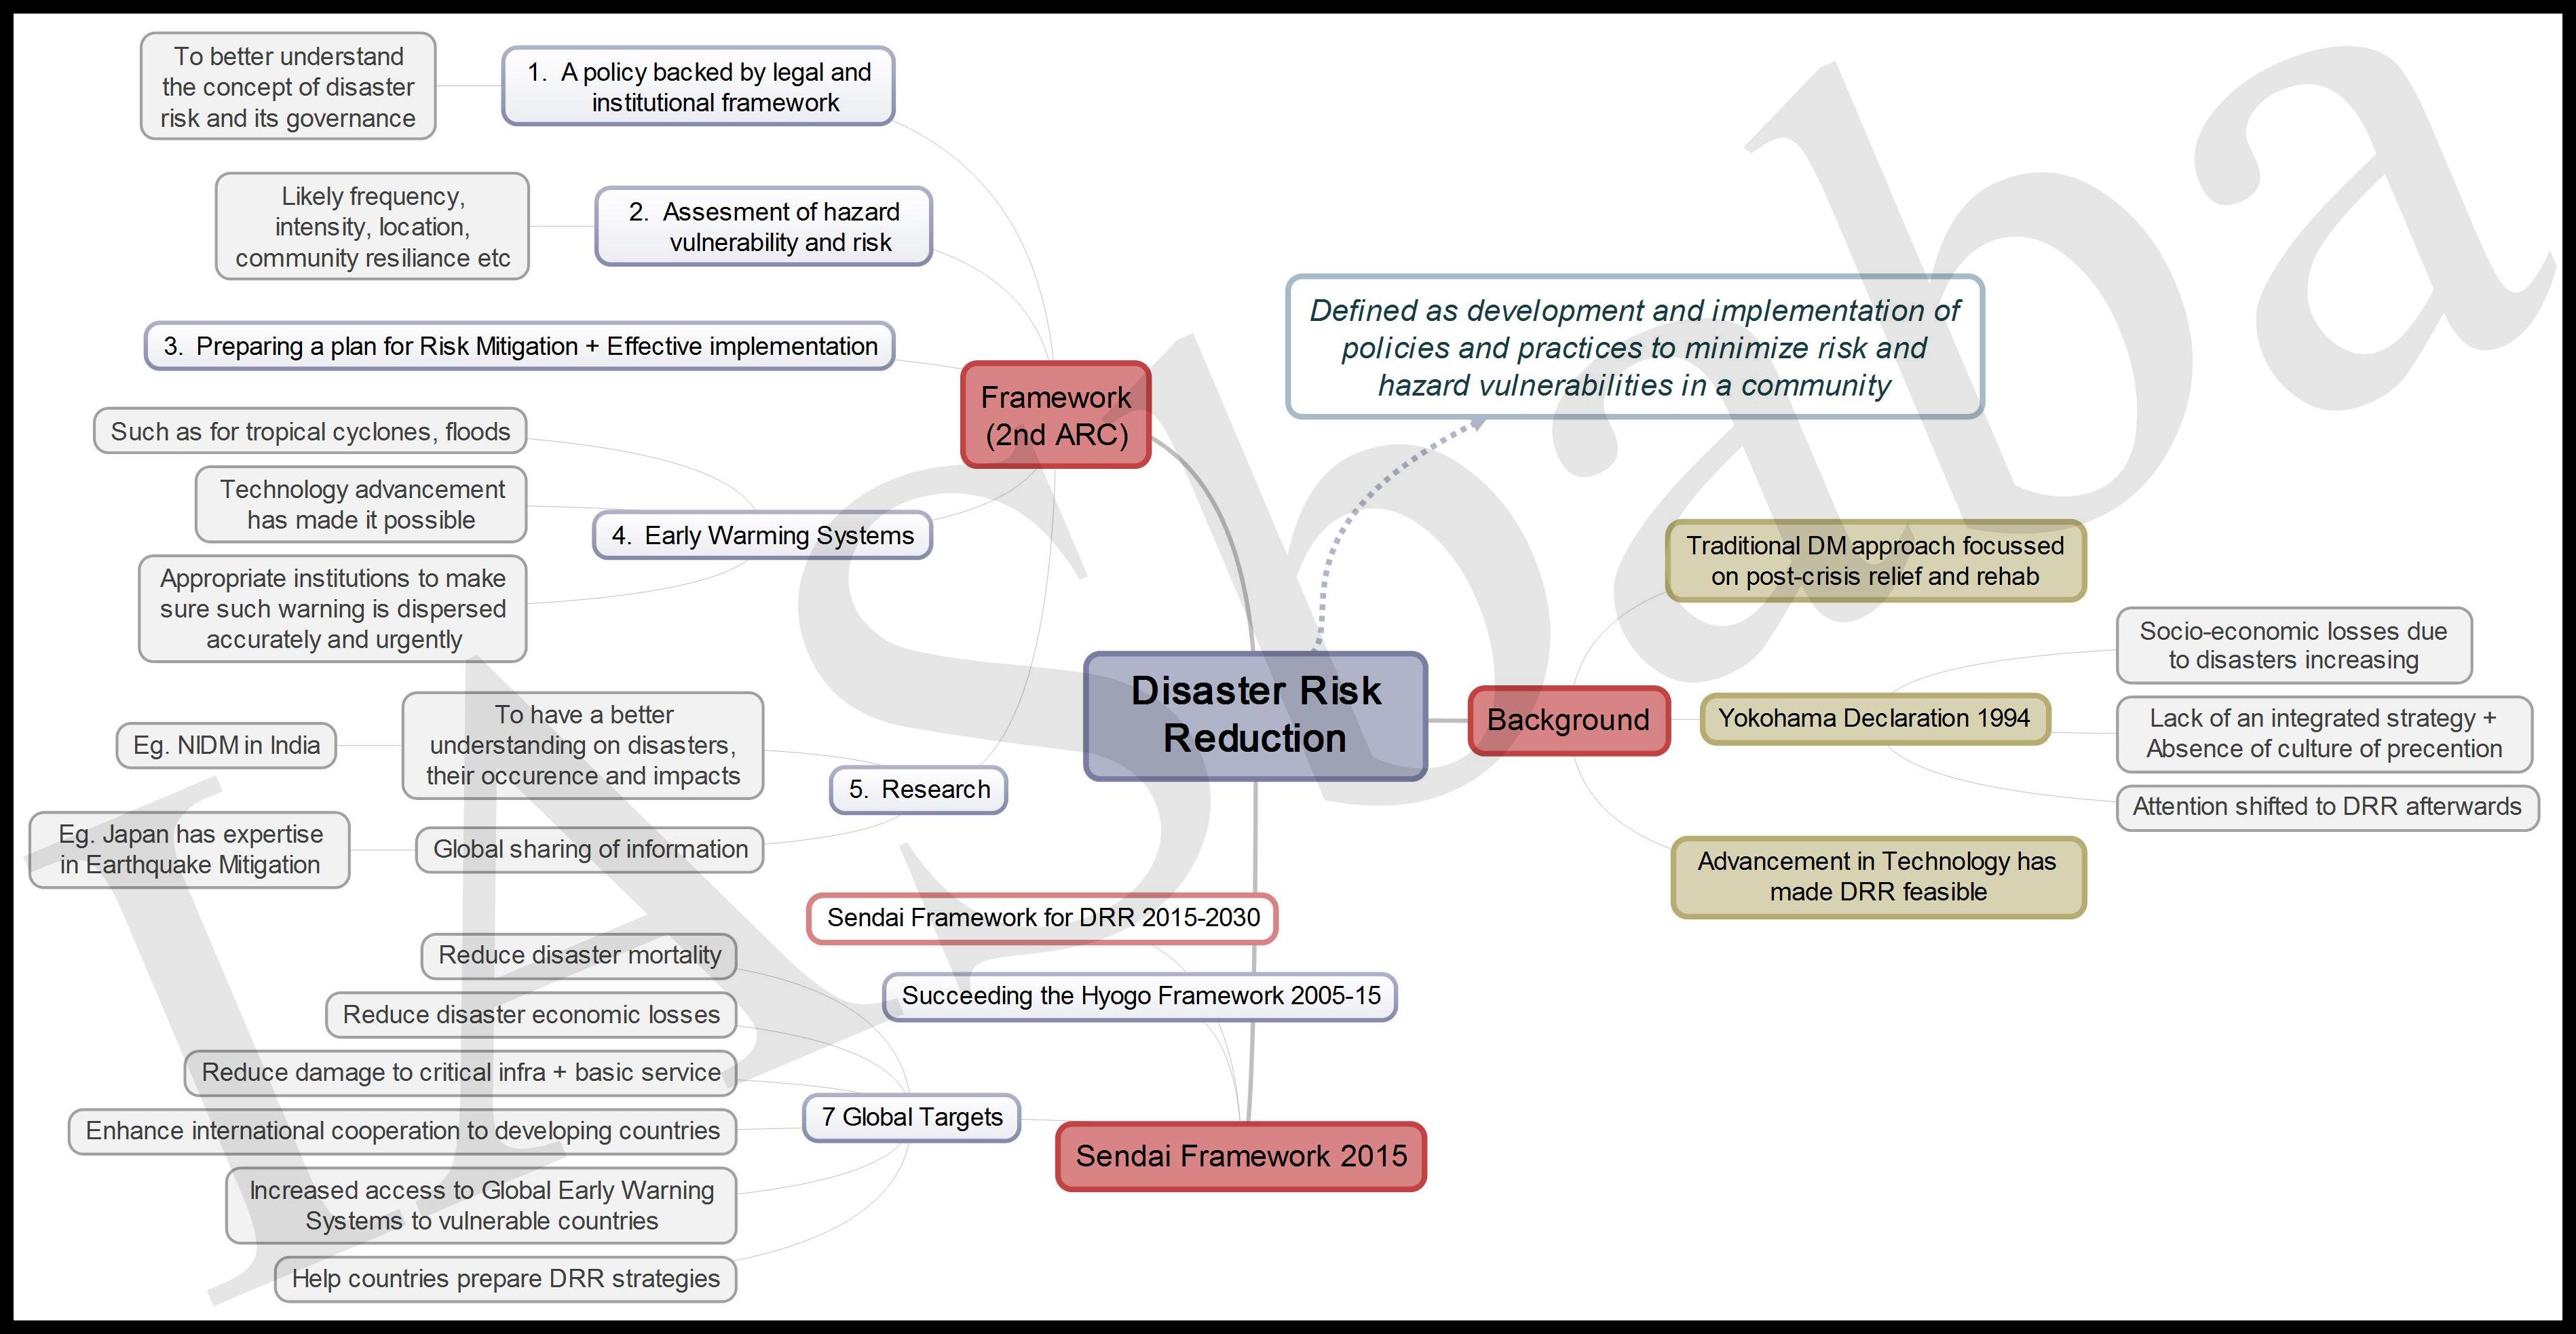 To better understand
the concept of disaster
risk and its governance
1. A policy backed by legal and
institutional framework
Likely frequency,
intensity, location,
community resiliance etc
2. Assesment of hazard
vulnerability and risk
3. Preparing a plan for Risk Mitigation + Effective implementation
Such as for tropical cyclones, floods
Technology advancement
has made it possible
Appropriate institutions to make
sure such warning is dispersed
accurately and urgently
4. Early Warming Systems
Framework
(2nd ARC)
Eg. NIDM in India
To have a better
understanding on disasters,
their occurence and impacts
Eg. Japan has expertise
in Earthquake Mitigation
Global sharing of information
5. Research
Defined as development and implementation of
policies and practices to minimize risk and
hazard vulnerabilities in a community
Disaster Risk
Reduction
Background
Traditional DM approach focussed
on post-crisis relief and rehab
Yokohama Declaration 1994
Socio-economic losses due
to disasters increasing
Lack of an integrated strategy +
Absence of culture of precention
Attention shifted to DRR afterwards
Advancement in Technology has
made DRR feasible
Sendai Framework for DRR 2015-2030
Succeeding the Hyogo Framework 2005-15
Reduce disaster mortality
Reduce disaster economic losses
Reduce damage to critical infra + basic service
Enhance international cooperation to developing countries
Increased access to Global Early Warning
Systems to vulnerable countries
Help countries prepare DRR strategies
7 Global Targets
Sendai Framework 2015
IASbaba